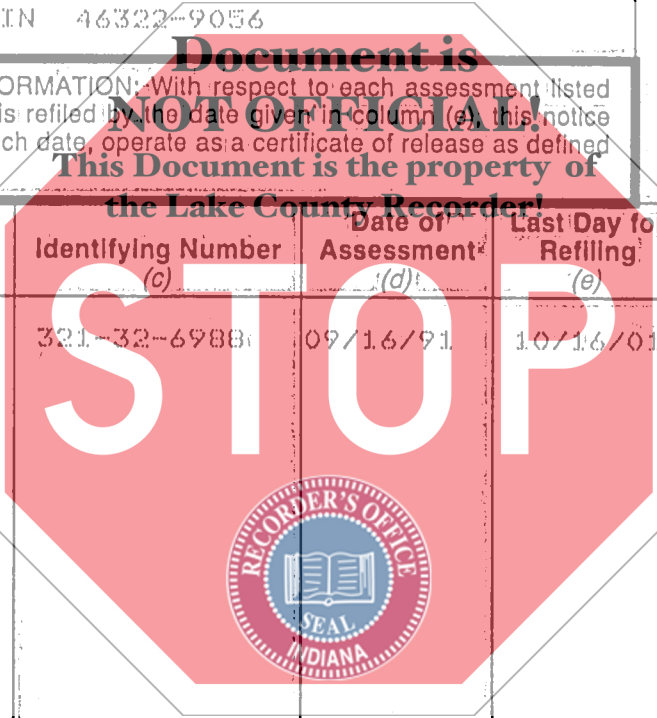 IN 46322-9056
Document is
ORMATION: With respect to each assessment listed
NOT OFFICIAL!
is refiled by the date given in column (e), this notice
ch date, operate as a certificate of release as defined
This Document is the property of
the Lake County Recorder!
Identifying Number
(c)
Date of
Assessment
(d)
Last Day fo
Refiling
(e)
321-32-6988
09/16/91
10/16/01
STOP
RECORDER'S OFFICE
SEAL
INDIANA